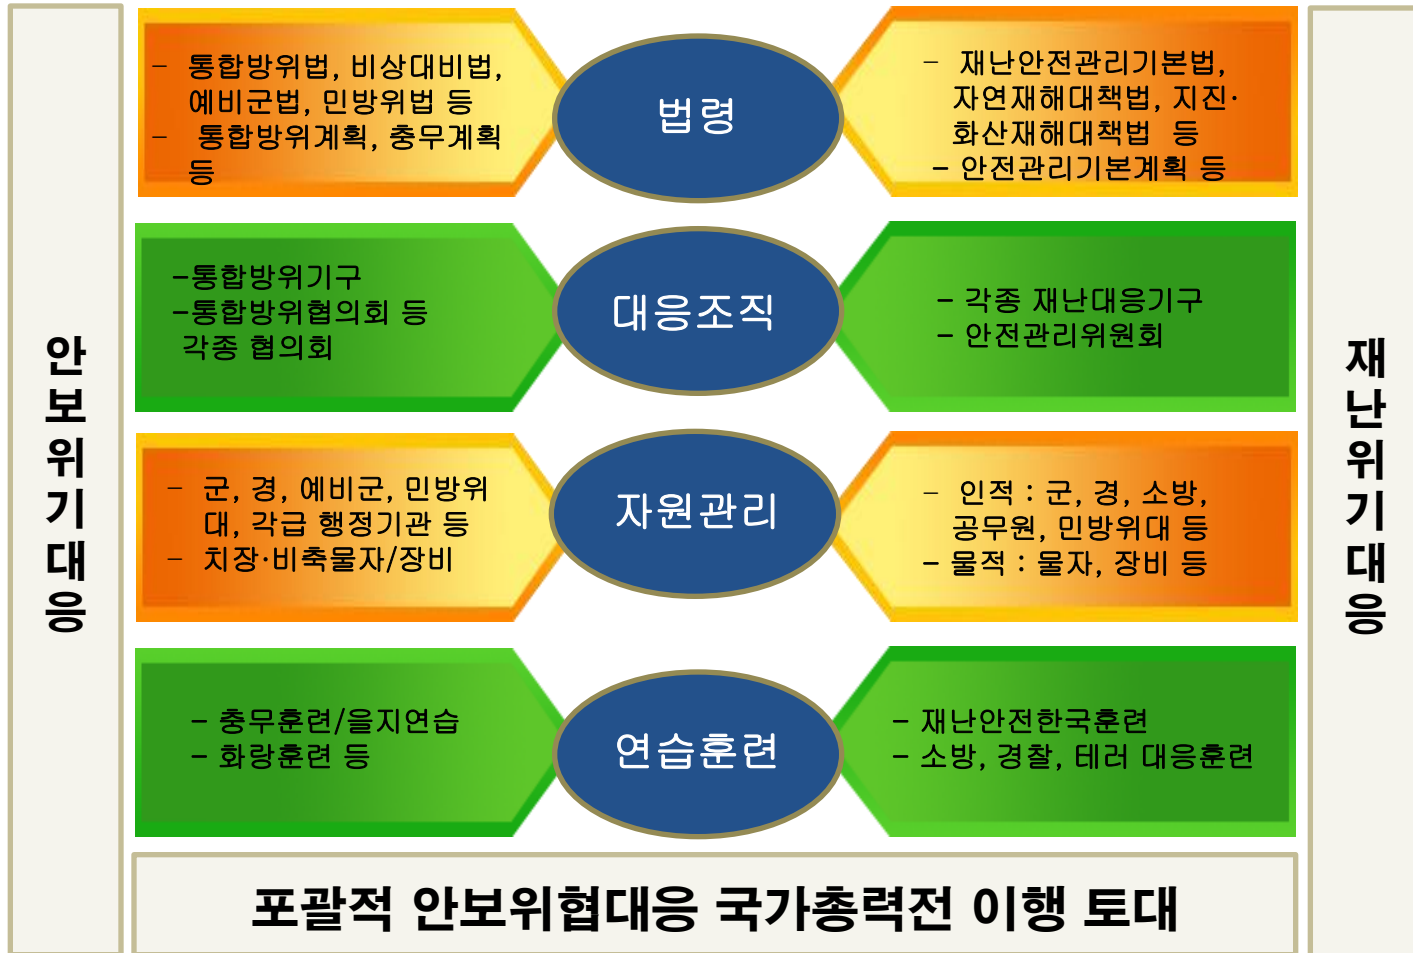 안보위기대응
– 통합방위법, 비상대비법,
예비군법, 민방위법 등
– 통합방위계획, 충무계획
등
법령
– 재난안전관리기본법,
자연재해대책법, 지진·
화산재해대책법 등
– 안전관리기본계획 등
–통합방위기구
–통합방위협의회 등
각종 협의회
대응조직
– 각종 재난대응기구
– 안전관리위원회
– 군, 경, 예비군, 민방위
대, 각급 행정기관 등
– 치장·비축물자/장비
자원관리
– 인적 : 군, 경, 소방,
공무원, 민방위대 등
– 물적 : 물자, 장비 등
– 충무훈련/을지연습
– 화랑훈련 등
연습훈련
– 재난안전한국훈련
– 소방, 경찰, 테러 대응훈련
재난위기대응
포괄적 안보위협대응 국가총력전 이행 토대